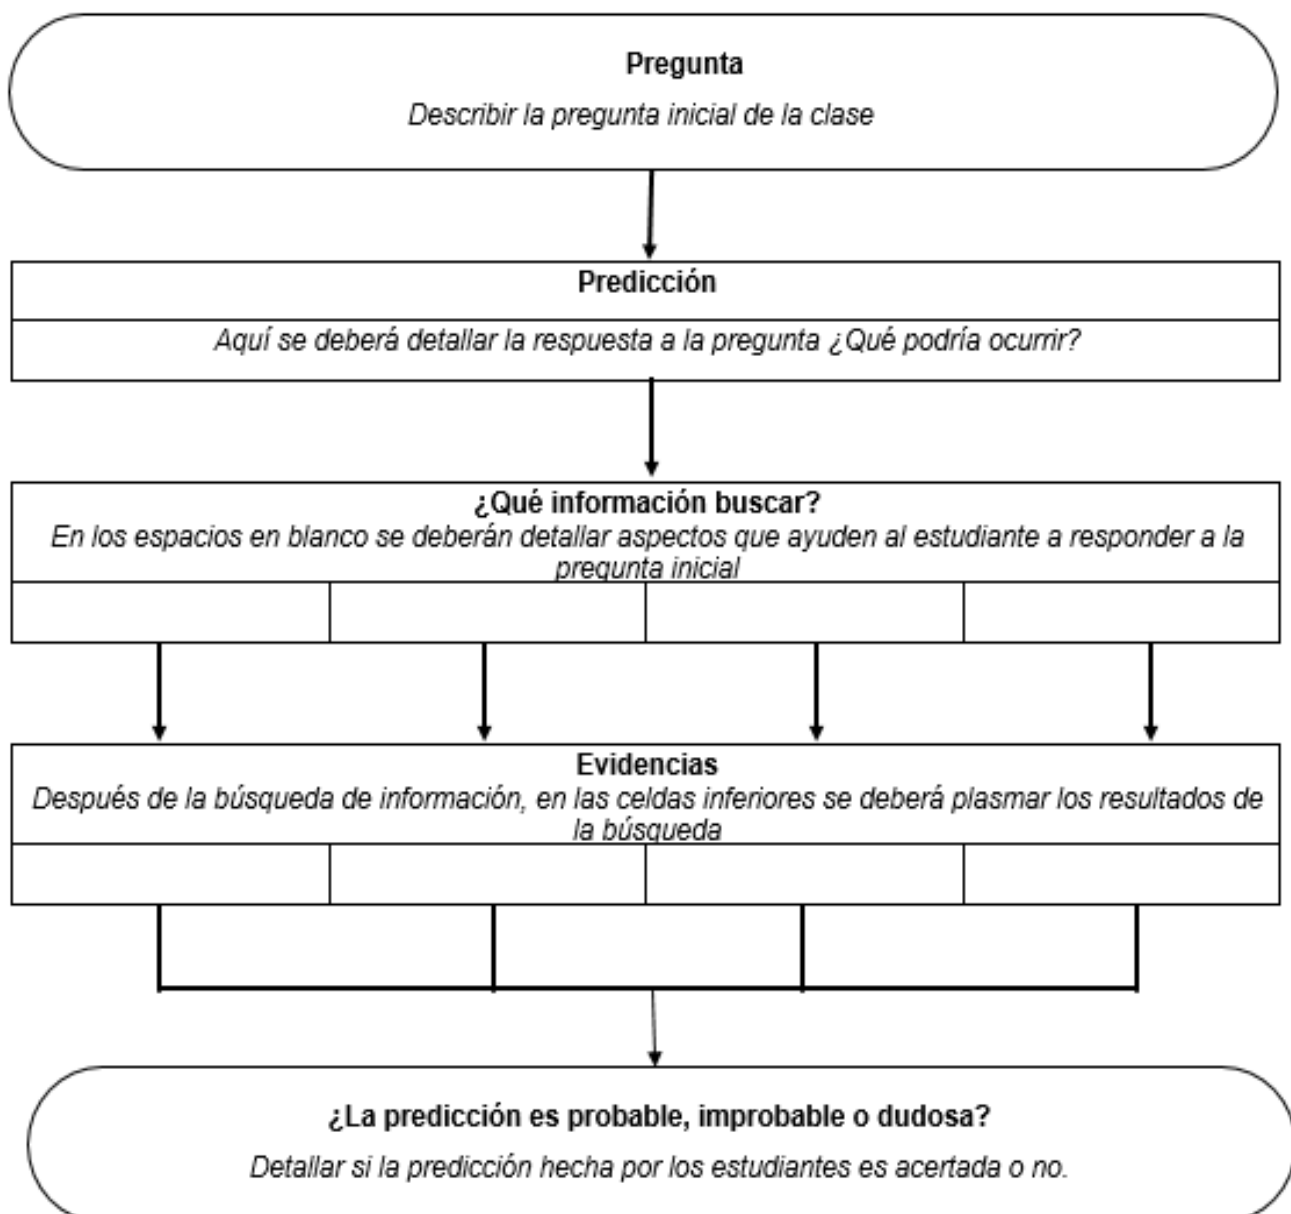 Pregunta
Describir la pregunta inicial de la clase
Predicción
Aquí se deberá detallar la respuesta a la pregunta ¿Qué podría ocurrir?
¿Qué información buscar?
En los espacios en blanco se deberán detallar aspectos que ayuden al estudiante a responder a la
pregunta inicial
Evidencias
Después de la búsqueda de información, en las celdas inferiores se deberá plasmar los resultados de
la búsqueda
¿La predicción es probable, improbable o dudosa?
Detallar si la predicción hecha por los estudiantes es acertada o no.